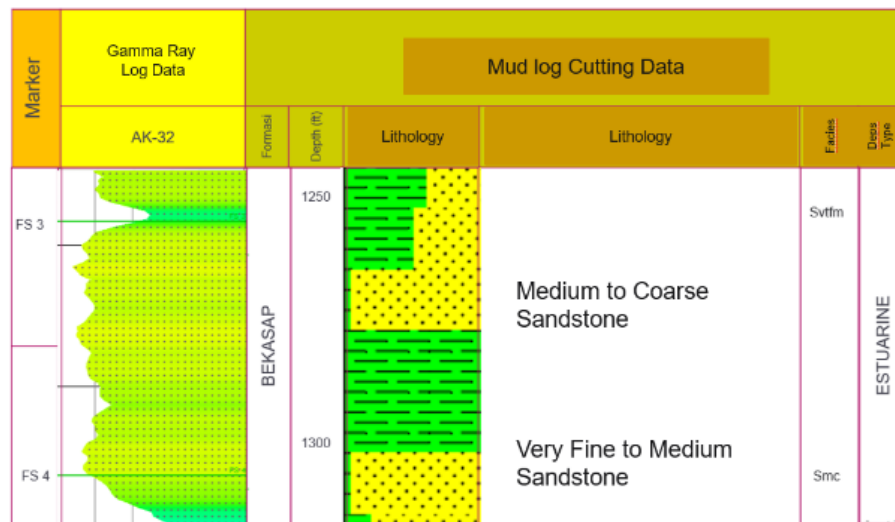 Marker
Gamma Ray
Log Data
Mud log Cutting Data
AK-32
Formasi
Depth (ft)
Lithology
Lithology
Facies
Deps
Type
1250
FS 3
Svtfm
Medium to Coarse
Sandstone
BEKASAP
ESTUARINE
1300
Very Fine to Medium
Sandstone
FS 4
Smc